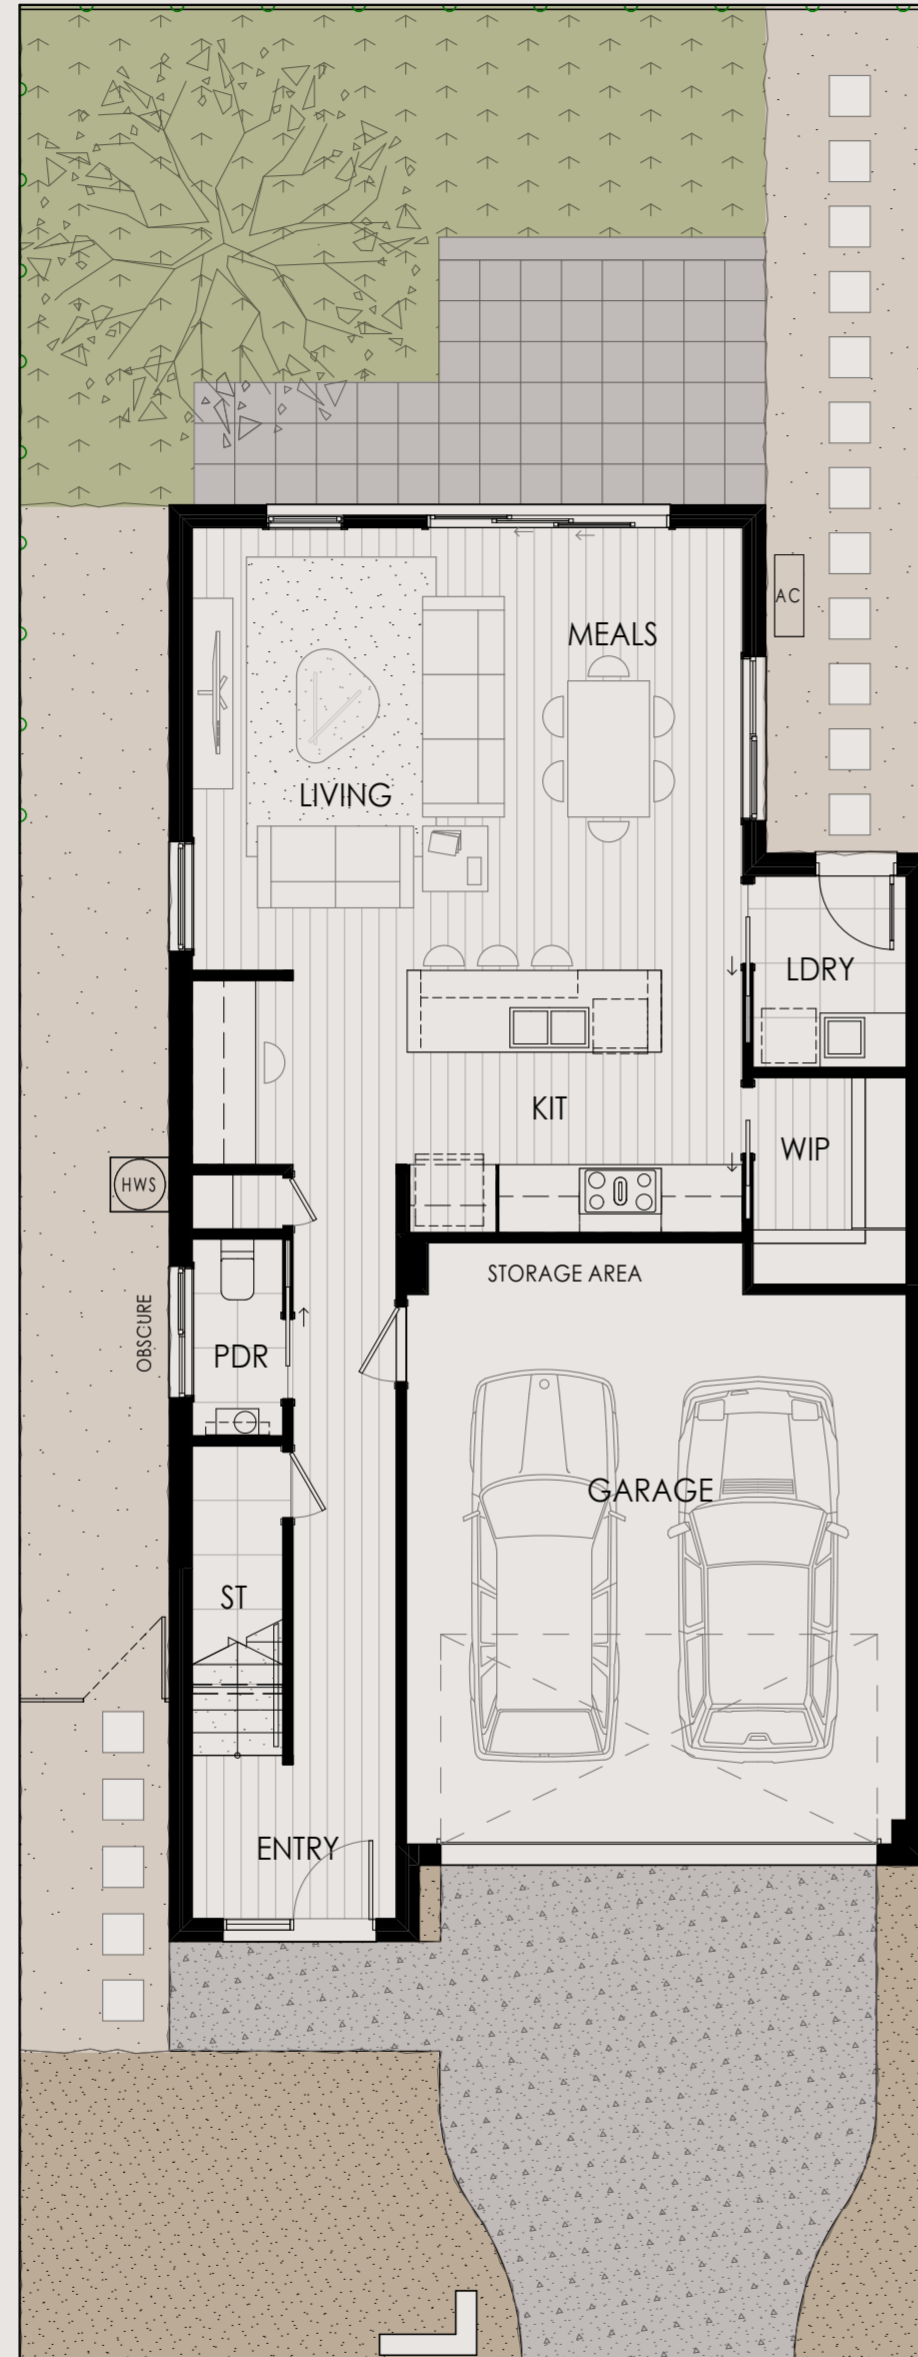 AC
MEALS
LIVING
LDRY
KIT
WIP
HWS
STORAGE AREA
OBSCURE
PDR
GARAGE
ST
ENTRY